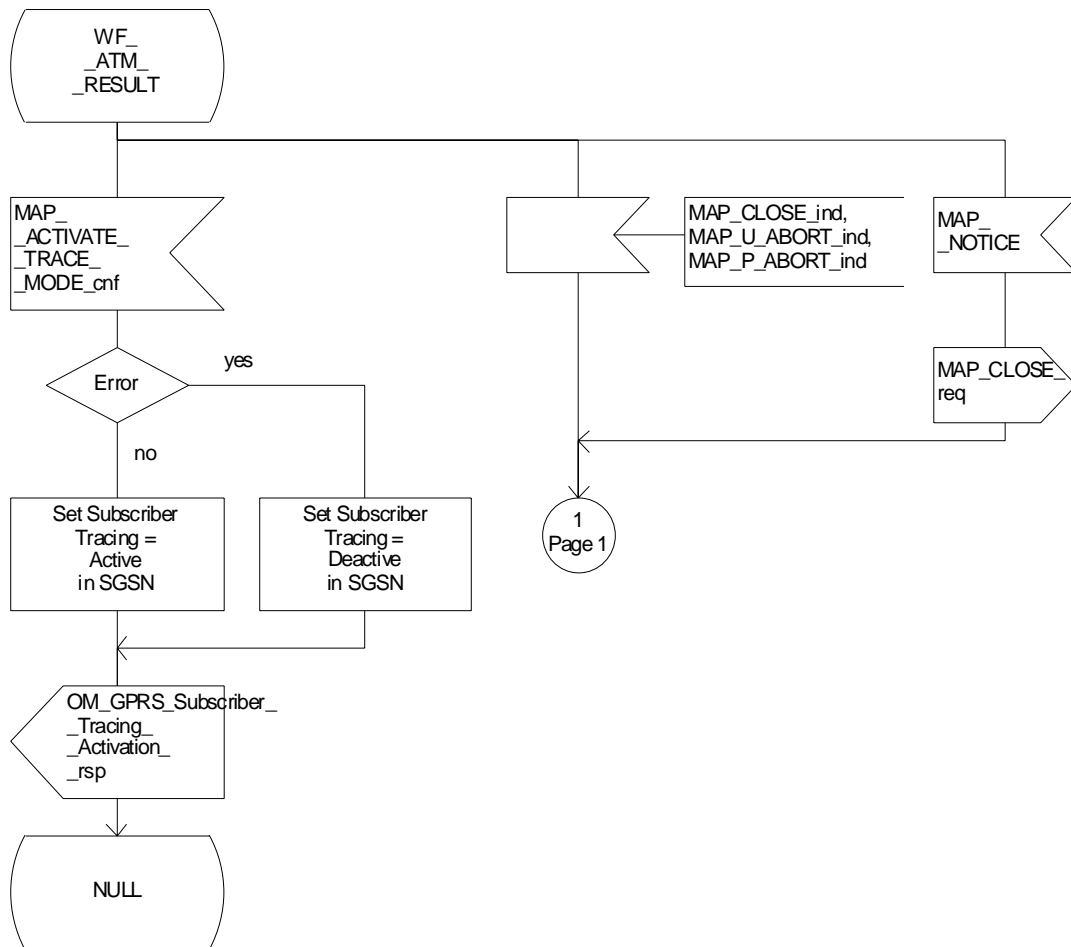 WF_
_ATM_
_RESULT
MAP_
_ACTIVATE_
_TRACE_
_MODE_cnf
MAP_CLOSE_ind,
MAP_U_ABORT_ind,
MAP_P_ABORT_ind
MAP_
_NOTICE
Error
yes
no
MAP_CLOSE_
req
Set Subscriber
Tracing =
Active
in SGSN
Set Subscriber
Tracing =
Deactive
in SGSN
1
Page 1
OM_GPRS_Subscriber_
_Tracing_
_Activation_
_rsp
NULL